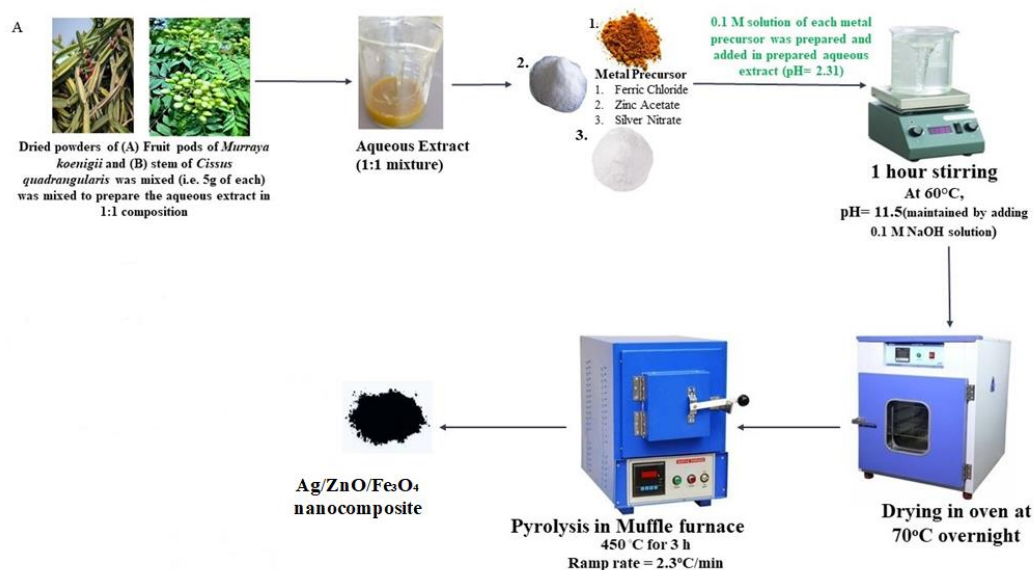 A
Dried powders of (A) Fruit pods of Murraya
koenigii and (B) stem of Cissus
quadrangularis was mixed (i.e. 5g of each)
was mixed to prepare the aqueous extract in
1:1 composition
Aqueous Extract
(1:1 mixture)
1.
2.
Metal Precursor
1. Ferric Chloride
2. Zinc Acetate
3. Silver Nitrate
3.
0.1 M solution of each metal
precursor was prepared and
added in prepared aqueous
extract (pH= 2.31)
1 hour stirring
At 60°C,
pH= 11.5(maintained by adding
0.1 M NaOH solution)
Drying in oven at
70°C overnight
Pyrolysis in Muffle furnace
450 °C for 3 h
Ramp rate = 2.3°C/min
Ag/ZnO/Fe₃O₄
nanocomposite